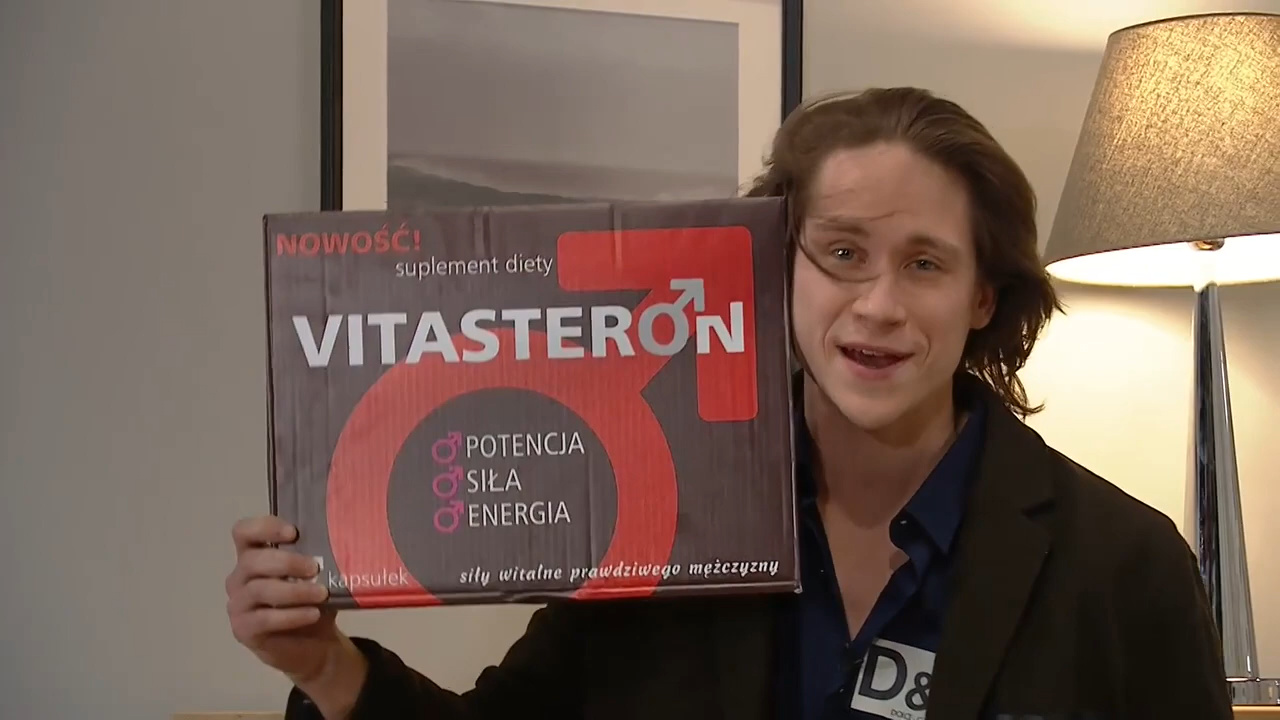 NOWOŚĆ!
suplement diety
VITASTERON
POTENCJA
SIŁA
ENERGIA
kapsułek
siły witalne prawdziwego mężczyzny
D&